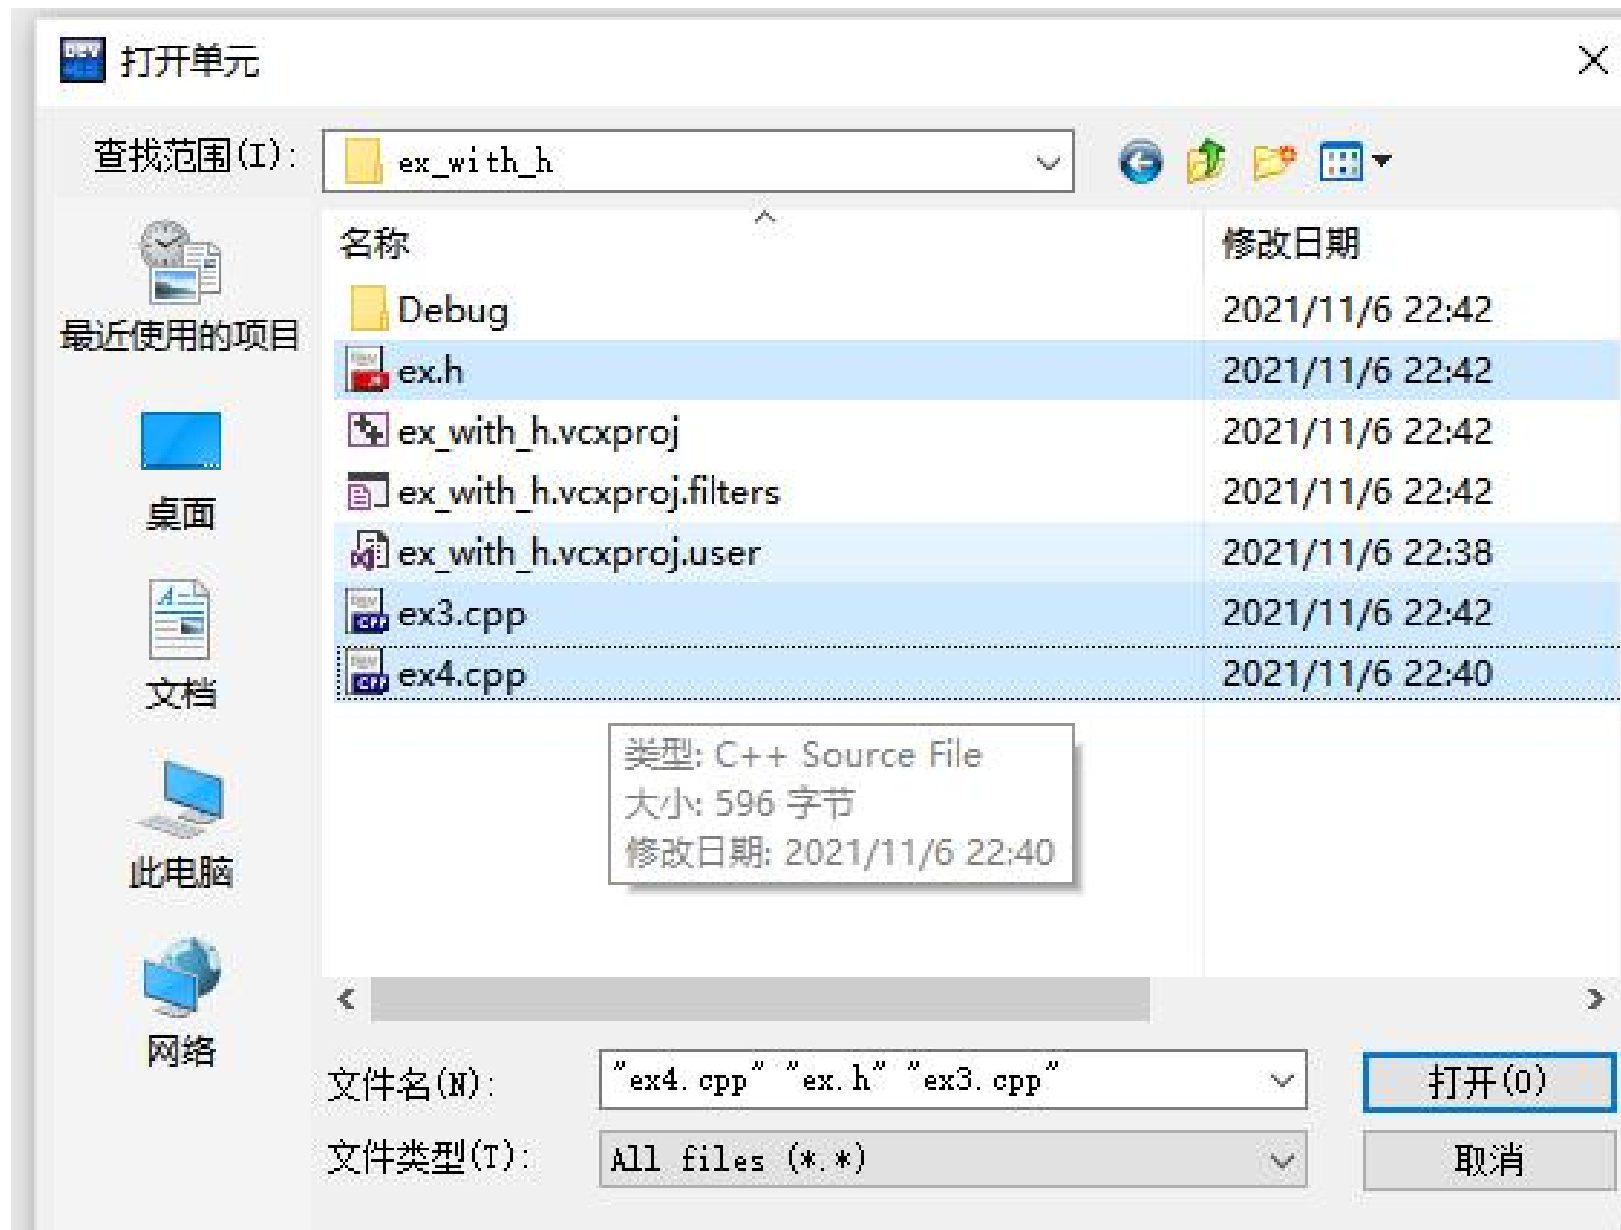 打开单元
查找范围(I): ex_with_h
名称 修改日期
最近使用的项目
桌面
文档
此电脑
网络
Debug 2021/11/6 22:42
ex.h 2021/11/6 22:42
ex_with_h.vcxproj 2021/11/6 22:42
ex_with_h.vcxproj.filters 2021/11/6 22:42
ex_with_h.vcxproj.user 2021/11/6 22:38
ex3.cpp 2021/11/6 22:42
ex4.cpp 2021/11/6 22:40
类型: C++ Source File
大小: 596 字节
修改日期: 2021/11/6 22:40
文件名(N): "ex4.cpp" "ex.h" "ex3.cpp" 打开(O)
文件类型(T): All files (*.*) 取消